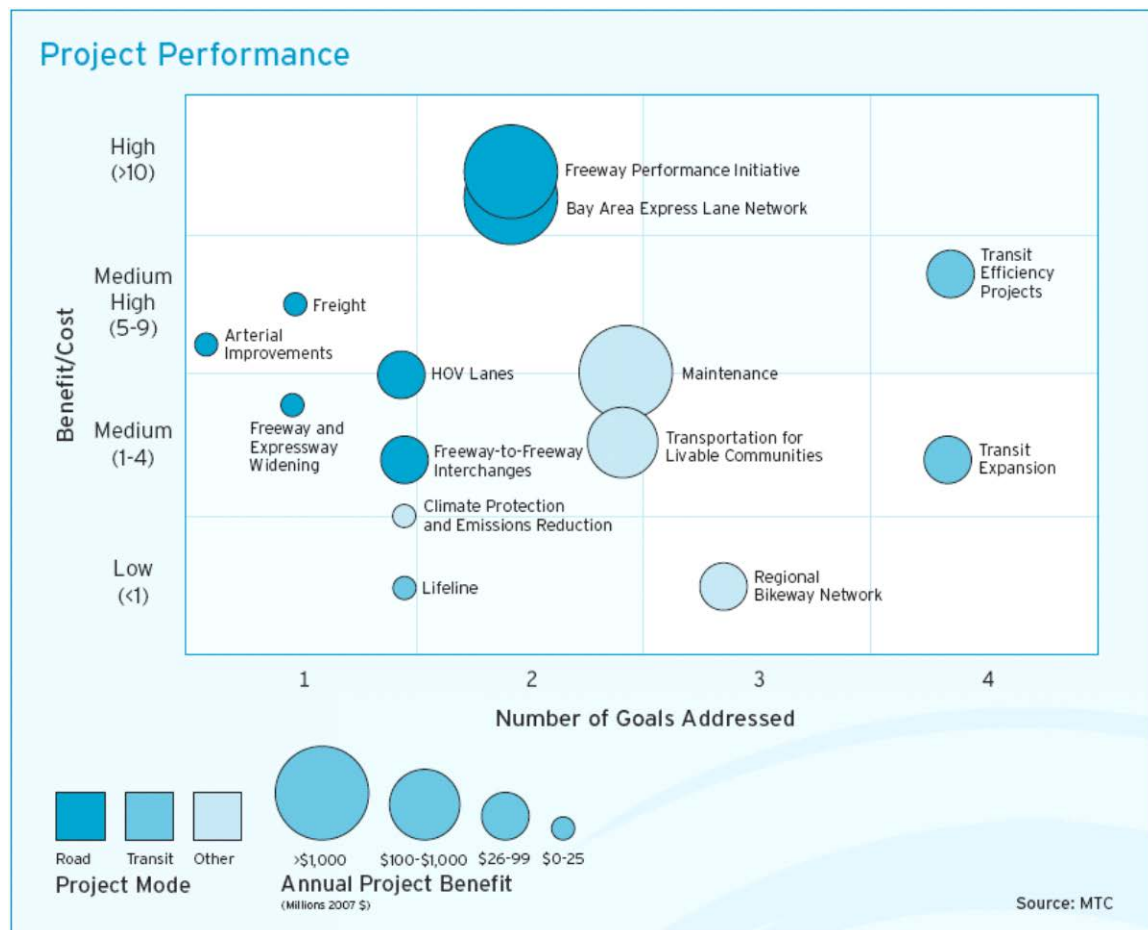 Project Performance
High
(>10)
Freeway Performance Initiative
Bay Area Express Lane Network
Medium
High
(5-9)
Transit
Efficiency
Projects
Freight
Arterial
Improvements
Benefit/Cost
HOV Lanes
Maintenance
Medium
(1-4)
Freeway and
Expressway
Widening
Freeway-to-Freeway
Interchanges
Transportation for
Livable Communities
Transit
Expansion
Climate Protection
and Emissions Reduction
Low
(<1)
Lifeline
Regional
Bikeway Network
1
2
3
4
Number of Goals Addressed
Road
Transit
Other
Project Mode
>$1,000
$100-$1,000
$26-99
$0-25
Annual Project Benefit
(Millions 2007 $)
Source: MTC